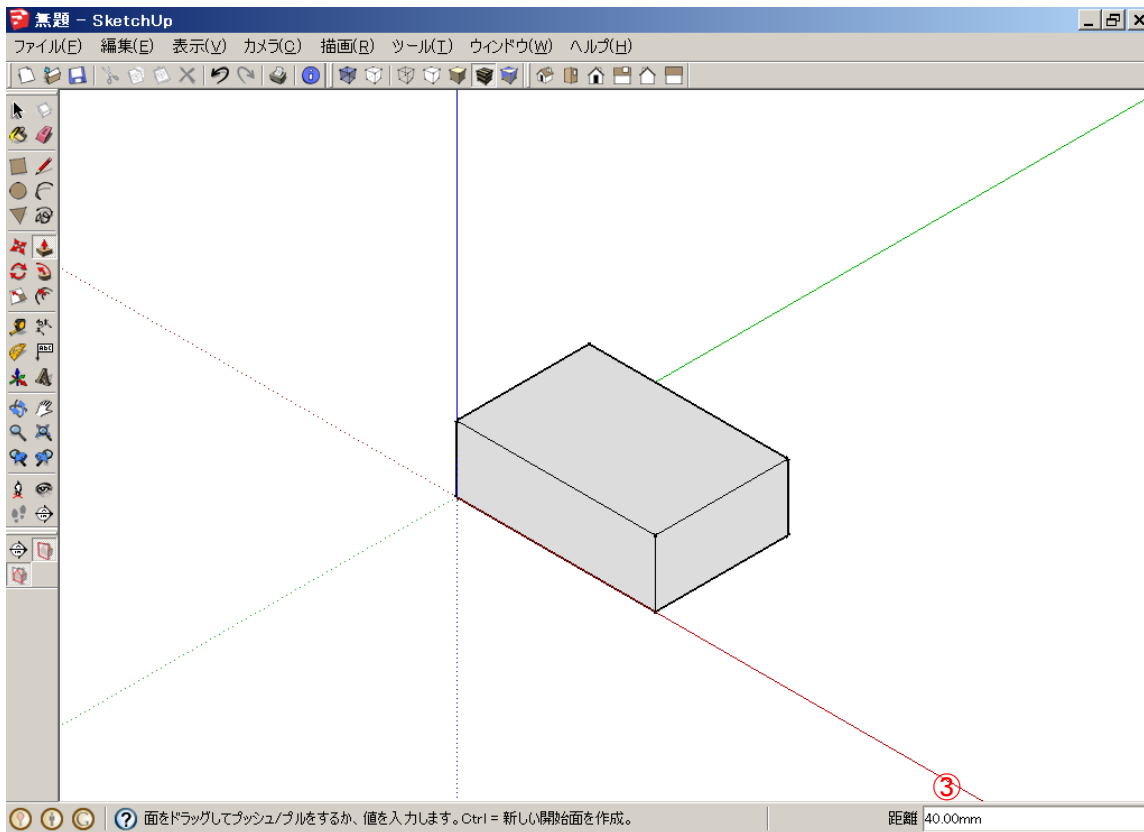 無題 - SketchUp
ファイル(F) 編集(E) 表示(V) カメラ(C) 描画(R) ツール(T) ウィンドウ(W) ヘルプ(H)
③
面をドラッグしてプッシュ/プルをするか、値を入力します。Ctrl = 新しい開始面を作成。
距離 40.00mm